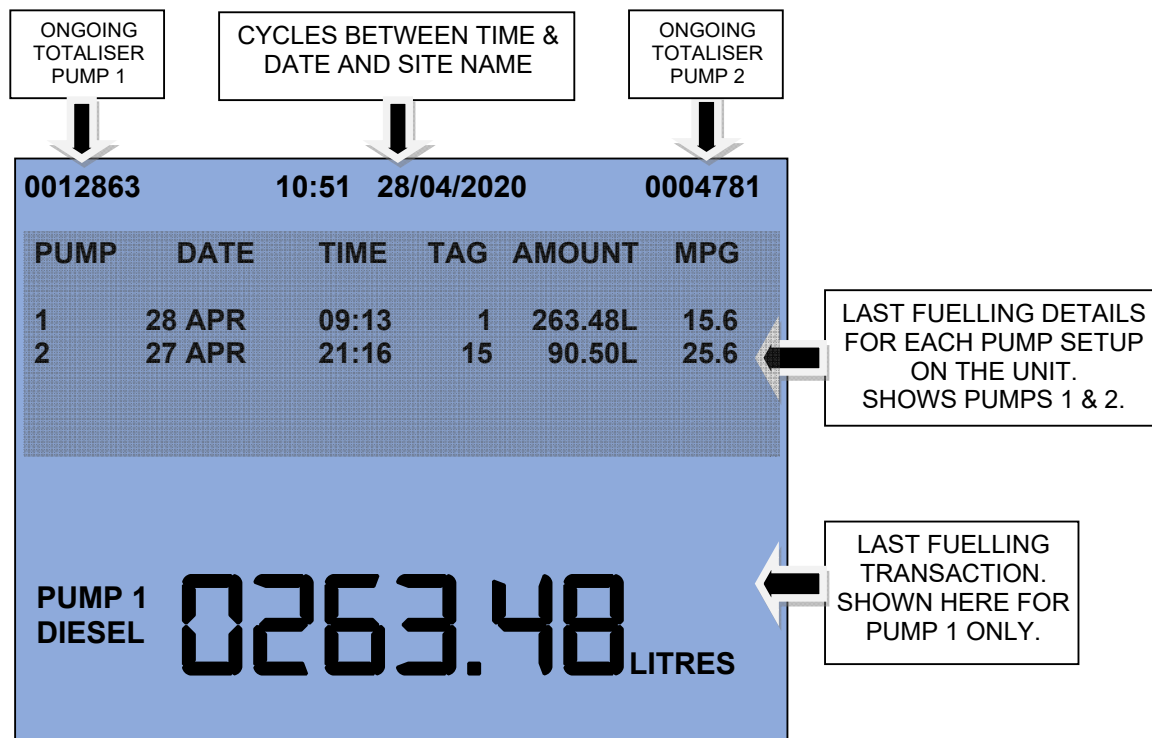 ONGOING
TOTALISER
PUMP 1
CYCLES BETWEEN TIME &
DATE AND SITE NAME
ONGOING
TOTALISER
PUMP 2
0012863 10:51 28/04/2020 0004781
PUMP DATE TIME TAG AMOUNT MPG
1 28 APR 09:13 1 263.48L 15.6
2 27 APR 21:16 15 90.50L 25.6
LAST FUELLING DETAILS
FOR EACH PUMP SETUP
ON THE UNIT.
SHOWS PUMPS 1 & 2.
PUMP 1
DIESEL
0263.48 LITRES
LAST FUELLING
TRANSACTION.
SHOWN HERE FOR
PUMP 1 ONLY.